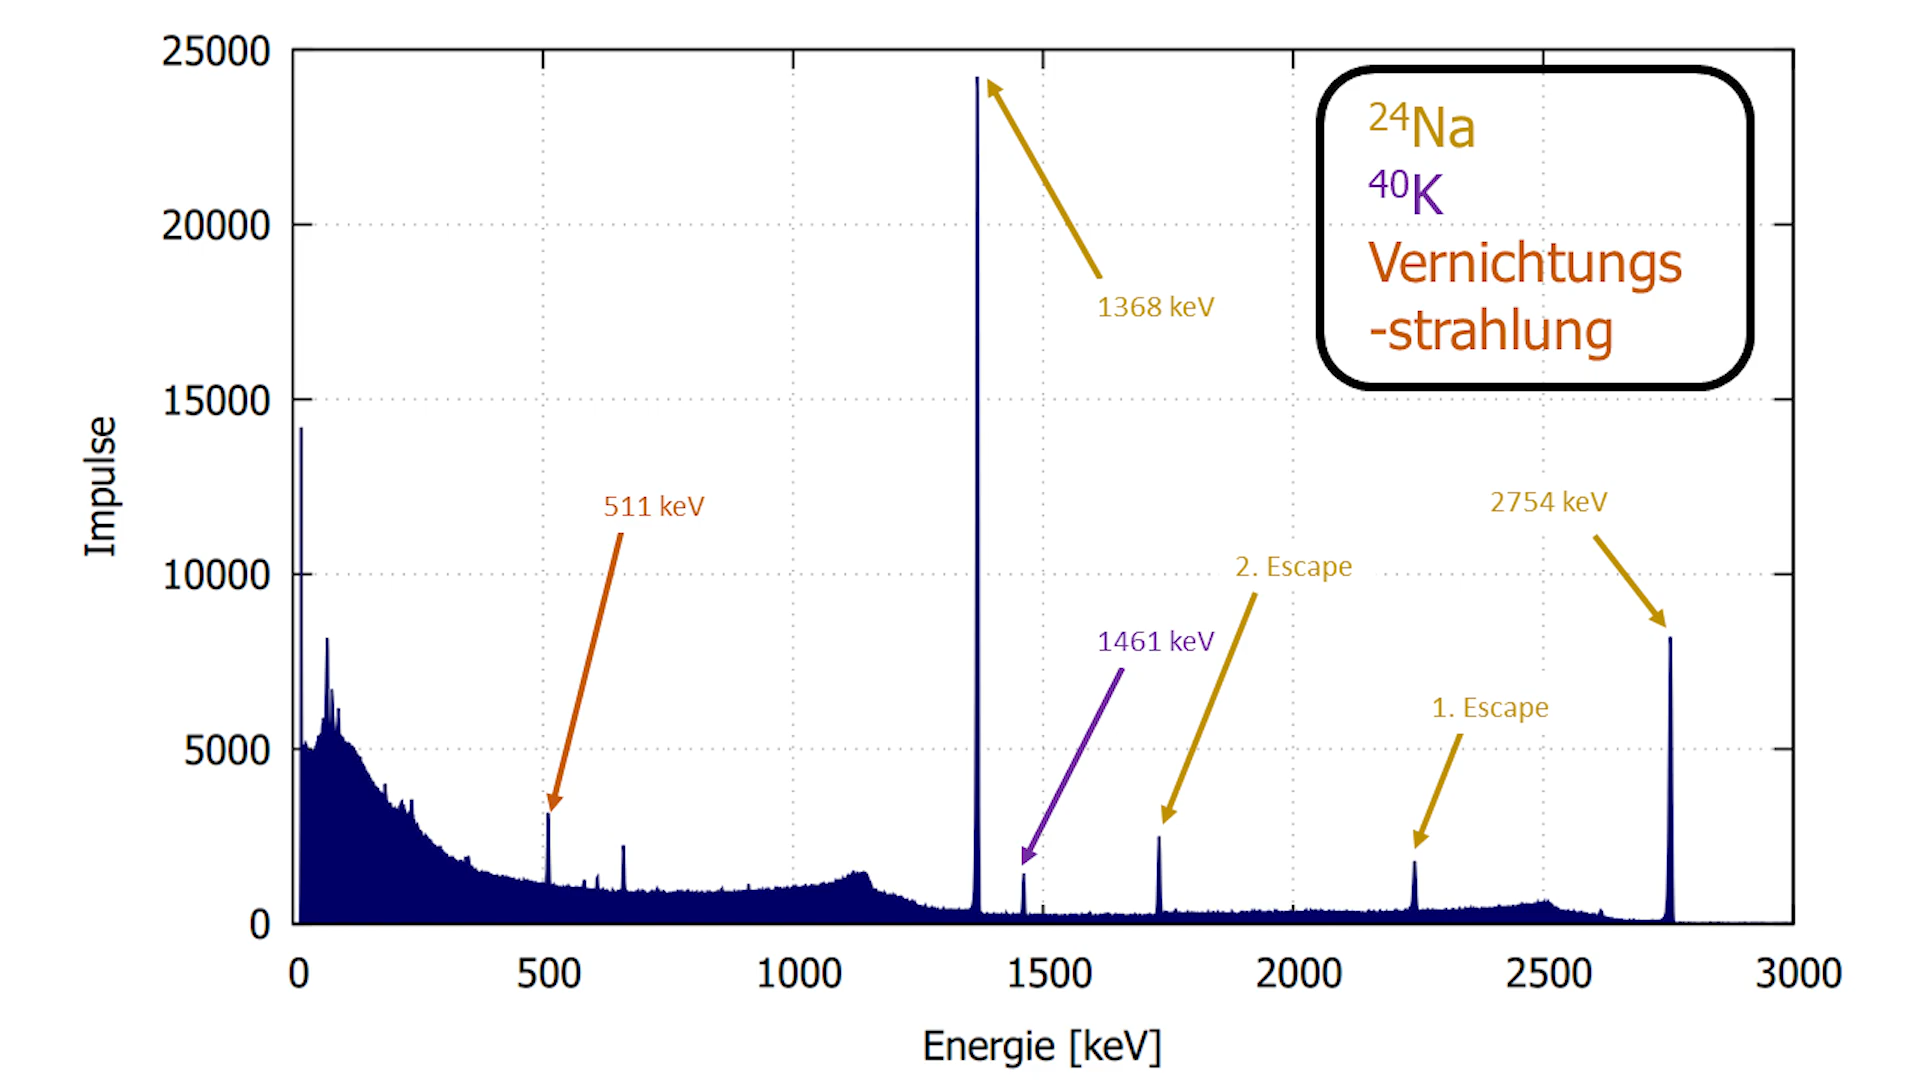 25000
20000
15000
10000
5000
0
Impulse
0 500 1000 1500 2000 2500 3000
Energie [keV]
²⁴Na
⁴⁰K
Vernichtungs
-strahlung
1368 keV
511 keV
2754 keV
2. Escape
1461 keV
1. Escape